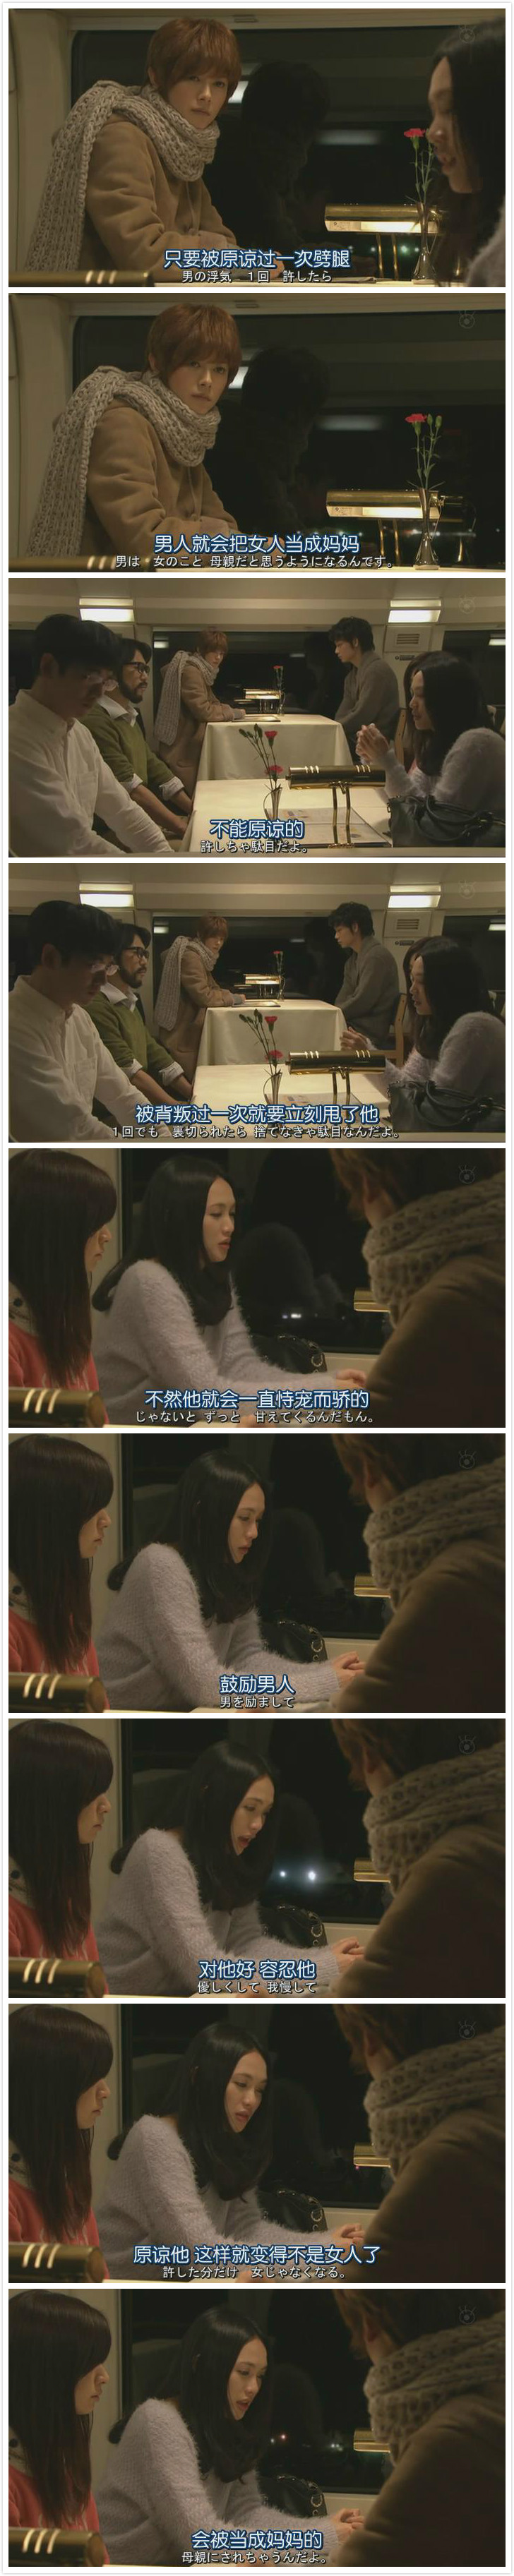 只要被原谅过一次劈腿
男の浮気 1回 許したら
男人就会把女人当成妈妈
男は 女のこと 母親だと思うようになるんです。
不能原谅的
許しちゃ駄目だよ。
被背叛过一次就要立刻甩了他
1回でも 裏切られたら 捨てなきゃ駄目なんだよ。
不然他就会一直恃宠而骄的
じゃないと ずっと 甘えてくるんだもん。
鼓励男人
男を励まして
对他好 容忍他
優しくして 我慢して
原谅他 这样就变得不是女人了
許した分だけ 女じゃなくなる。
会被当成妈妈的
母親にされちゃうんだよ。